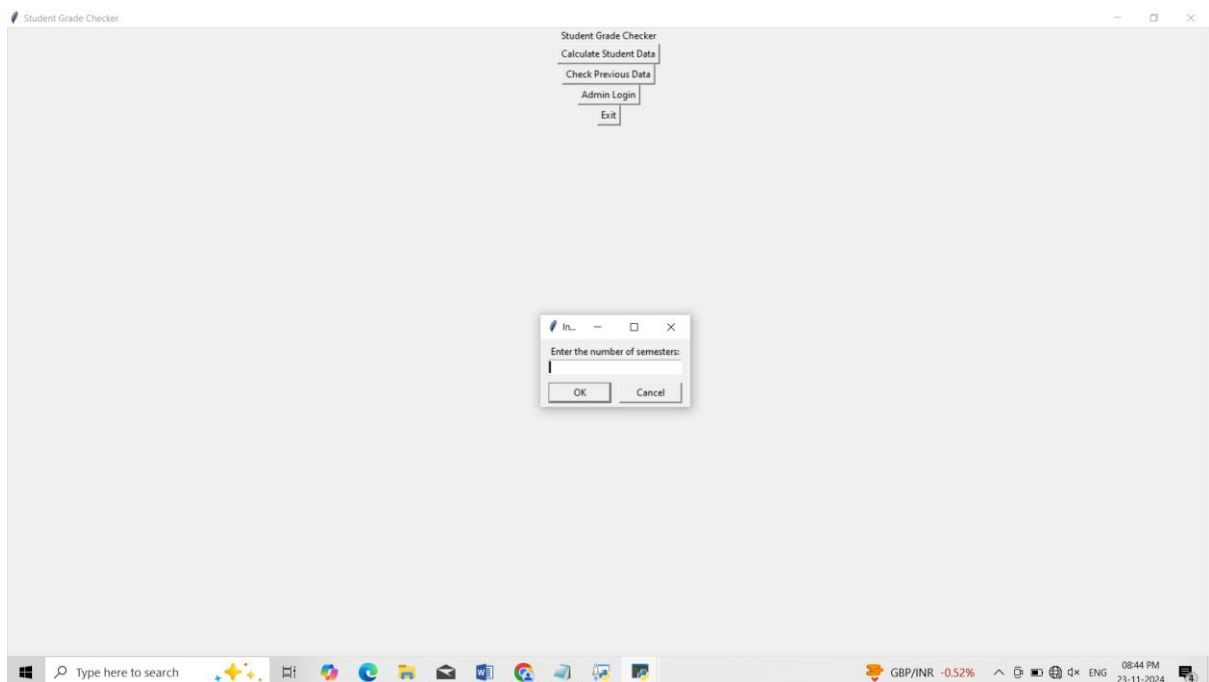 Student Grade Checker
Student Grade Checker
Calculate Student Data
Check Previous Data
Admin Login
Exit
In..
Enter the number of semesters:
OK
Cancel
Type here to search
GBP/INR -0.52%
ENG
08:44 PM
23-11-2024
4